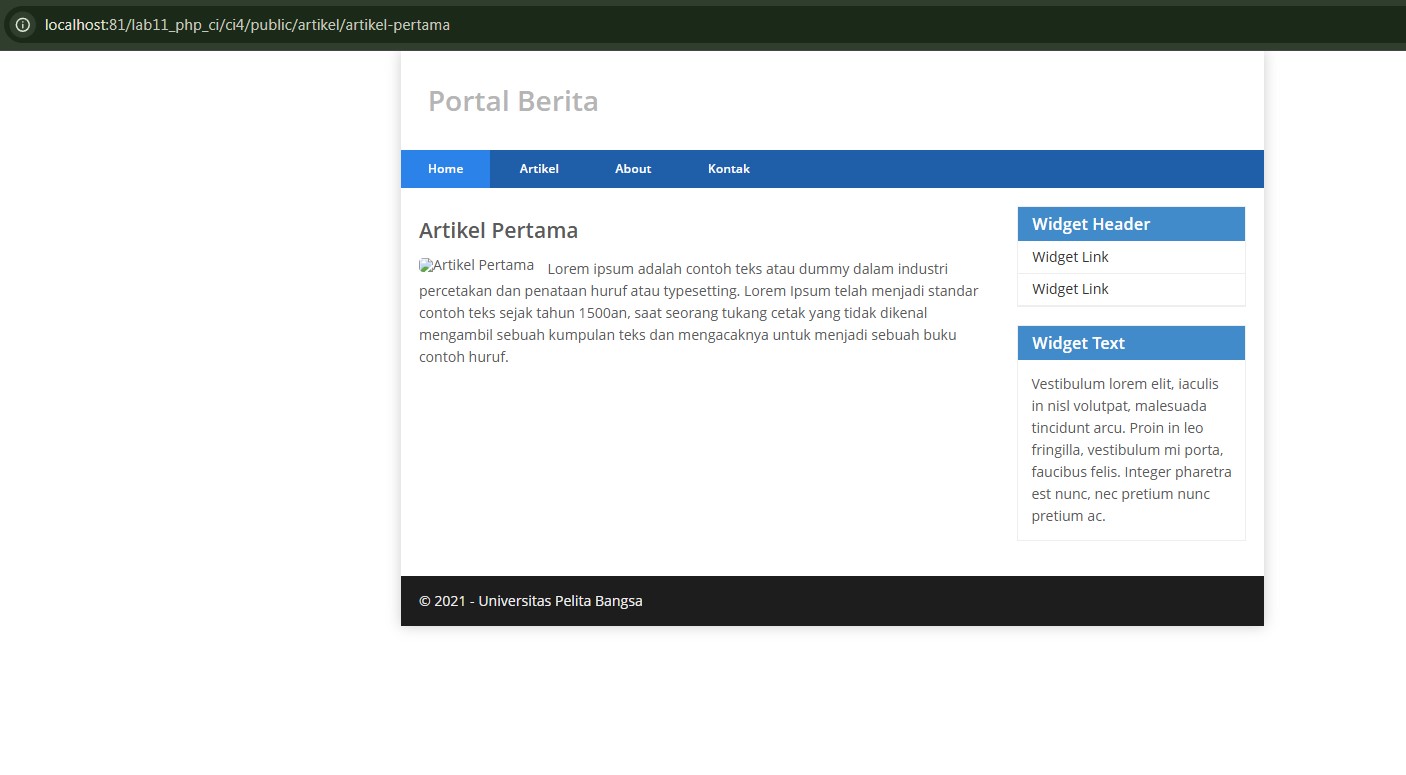 localhost:81/lab11_php_ci/ci4/public/artikel/artikel-pertama
Portal Berita
Home Artikel About Kontak
Artikel Pertama
Artikel Pertama Lorem ipsum adalah contoh teks atau dummy dalam industri
percetakan dan penataan huruf atau typesetting. Lorem Ipsum telah menjadi standar
contoh teks sejak tahun 1500an, saat seorang tukang cetak yang tidak dikenal
mengambil sebuah kumpulan teks dan mengacaknya untuk menjadi sebuah buku
contoh huruf.
Widget Header
Widget Link
Widget Link
Widget Text
Vestibulum lorem elit, iaculis
in nisl volutpat, malesuada
tincidunt arcu. Proin in leo
fringilla, vestibulum mi porta,
faucibus felis. Integer pharetra
est nunc, nec pretium nunc
pretium ac.
© 2021 - Universitas Pelita Bangsa